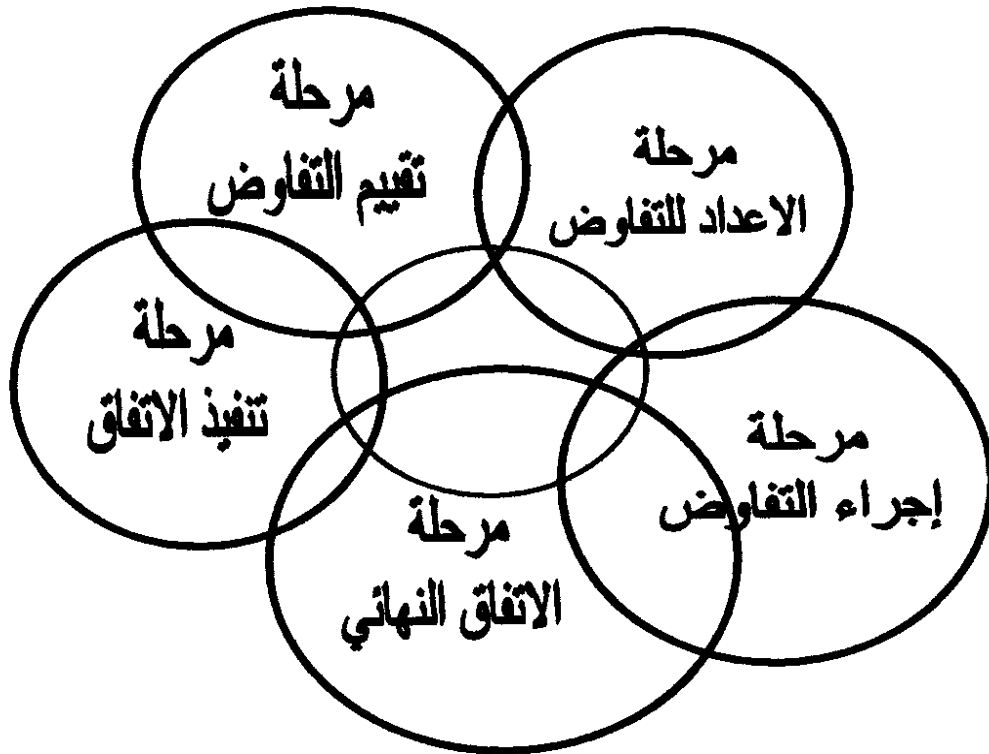 مرحلة
الاعداد للتفاوض
مرحلة
إجراء التفاوض
مرحلة
الاتفاق النهائي
مرحلة
تنفيذ الاتفاق
مرحلة
تقييم التفاوض